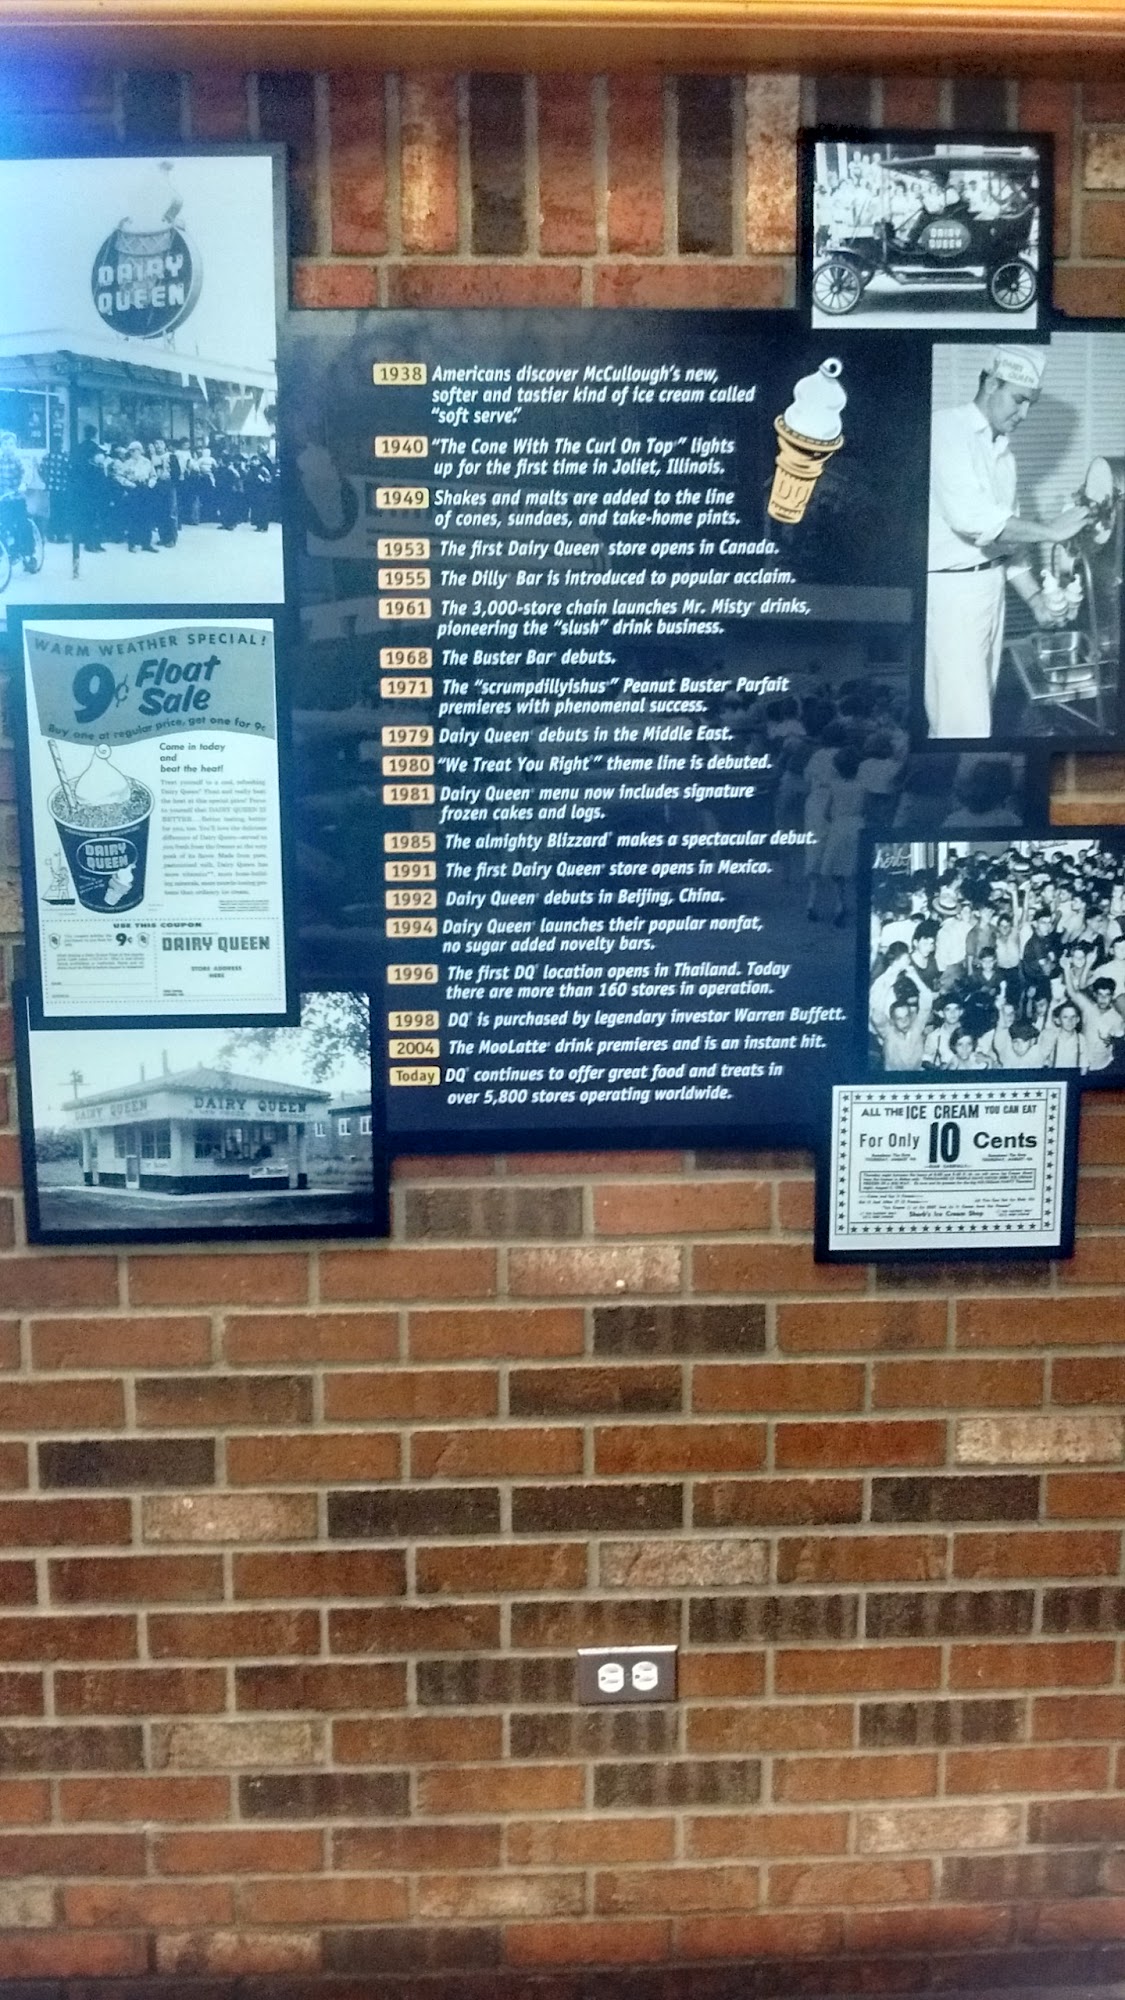 DAIRY
QUEEN
DAIRY
QUEEN
1938 Americans discover McCullough's new,
softer and tastier kind of ice cream called
"soft serve."
1940 "The Cone With The Curl On Top" lights
up for the first time in Joliet, Illinois.
1949 Shakes and malts are added to the line
of cones, sundaes, and take-home pints.
1953 The first Dairy Queen store opens in Canada.
1955 The Dilly Bar is introduced to popular acclaim.
1961 The 3,000-store chain launches Mr. Misty drinks,
pioneering the "slush" drink business.
1968 The Buster Bar debuts.
1971 The "scrumpdillyishus" Peanut Buster Parfait
premieres with phenomenal success.
1979 Dairy Queen debuts in the Middle East.
1980 "We Treat You Right" theme line is debuted.
1981 Dairy Queen menu now includes signature
frozen cakes and logs.
1985 The almighty Blizzard makes a spectacular debut.
1991 The first Dairy Queen store opens in Mexico.
1992 Dairy Queen debuts in Beijing, China.
1994 Dairy Queen launches their popular nonfat,
no sugar added novelty bars.
1996 The first DQ location opens in Thailand. Today
there are more than 160 stores in operation.
1998 DQ is purchased by legendary investor Warren Buffett.
2004 The MooLatte drink premieres and is an instant hit.
Today DQ continues to offer great food and treats in
over 5,800 stores operating worldwide.
DQ
WARM WEATHER SPECIAL!
9¢ Float
Sale
Buy one at regular price, get one for 9¢
Come in today
and
beat the heat!
DAIRY
QUEEN
USE THIS COUPON
9¢
DAIRY QUEEN
STORE ADDRESS
HERE
DAIRY QUEEN
DAIRY QUEEN
ALL THE ICE CREAM YOU CAN EAT
For Only 10 Cents
Sherb's Ice Cream Shop